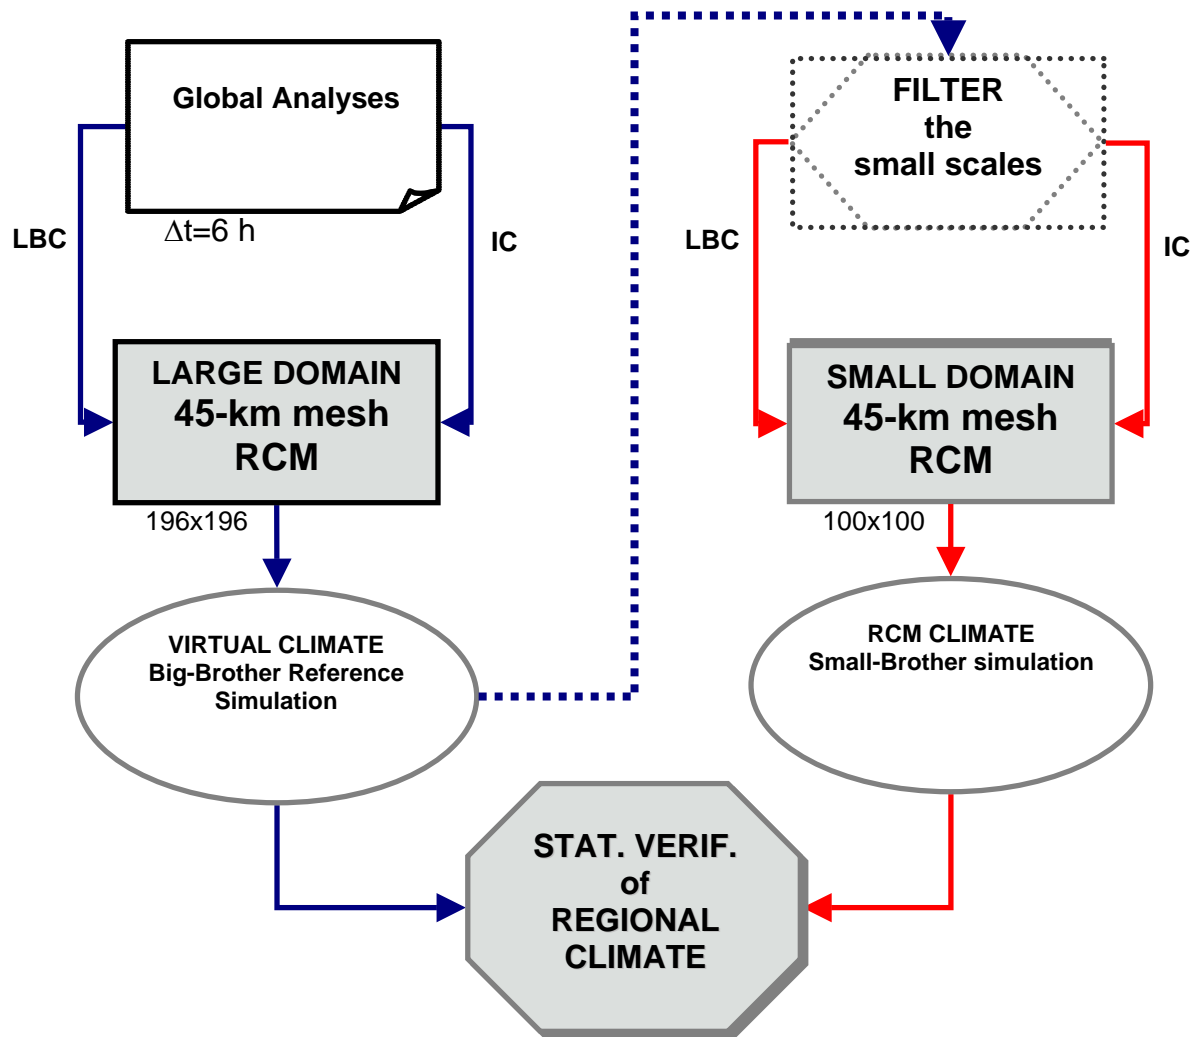 Global Analyses
Δt=6 h
LBC
IC
LARGE DOMAIN
45-km mesh
RCM
196x196
VIRTUAL CLIMATE
Big-Brother Reference
Simulation
FILTER
the
small scales
LBC
IC
SMALL DOMAIN
45-km mesh
RCM
100x100
RCM CLIMATE
Small-Brother simulation
STAT. VERIF.
of
REGIONAL
CLIMATE